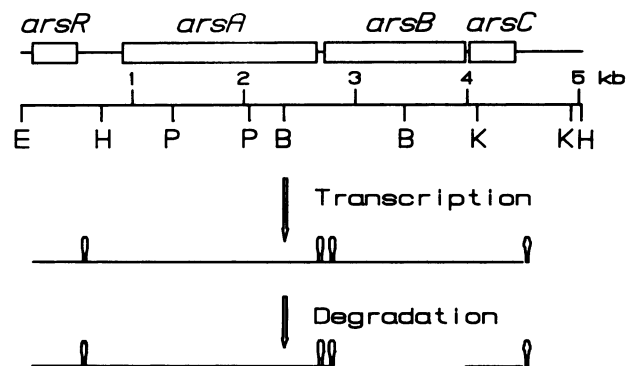 arsR arsA arsB arsC
1 2 3 4 5 kb
E H P P B B K K H
Transcription
Degradation